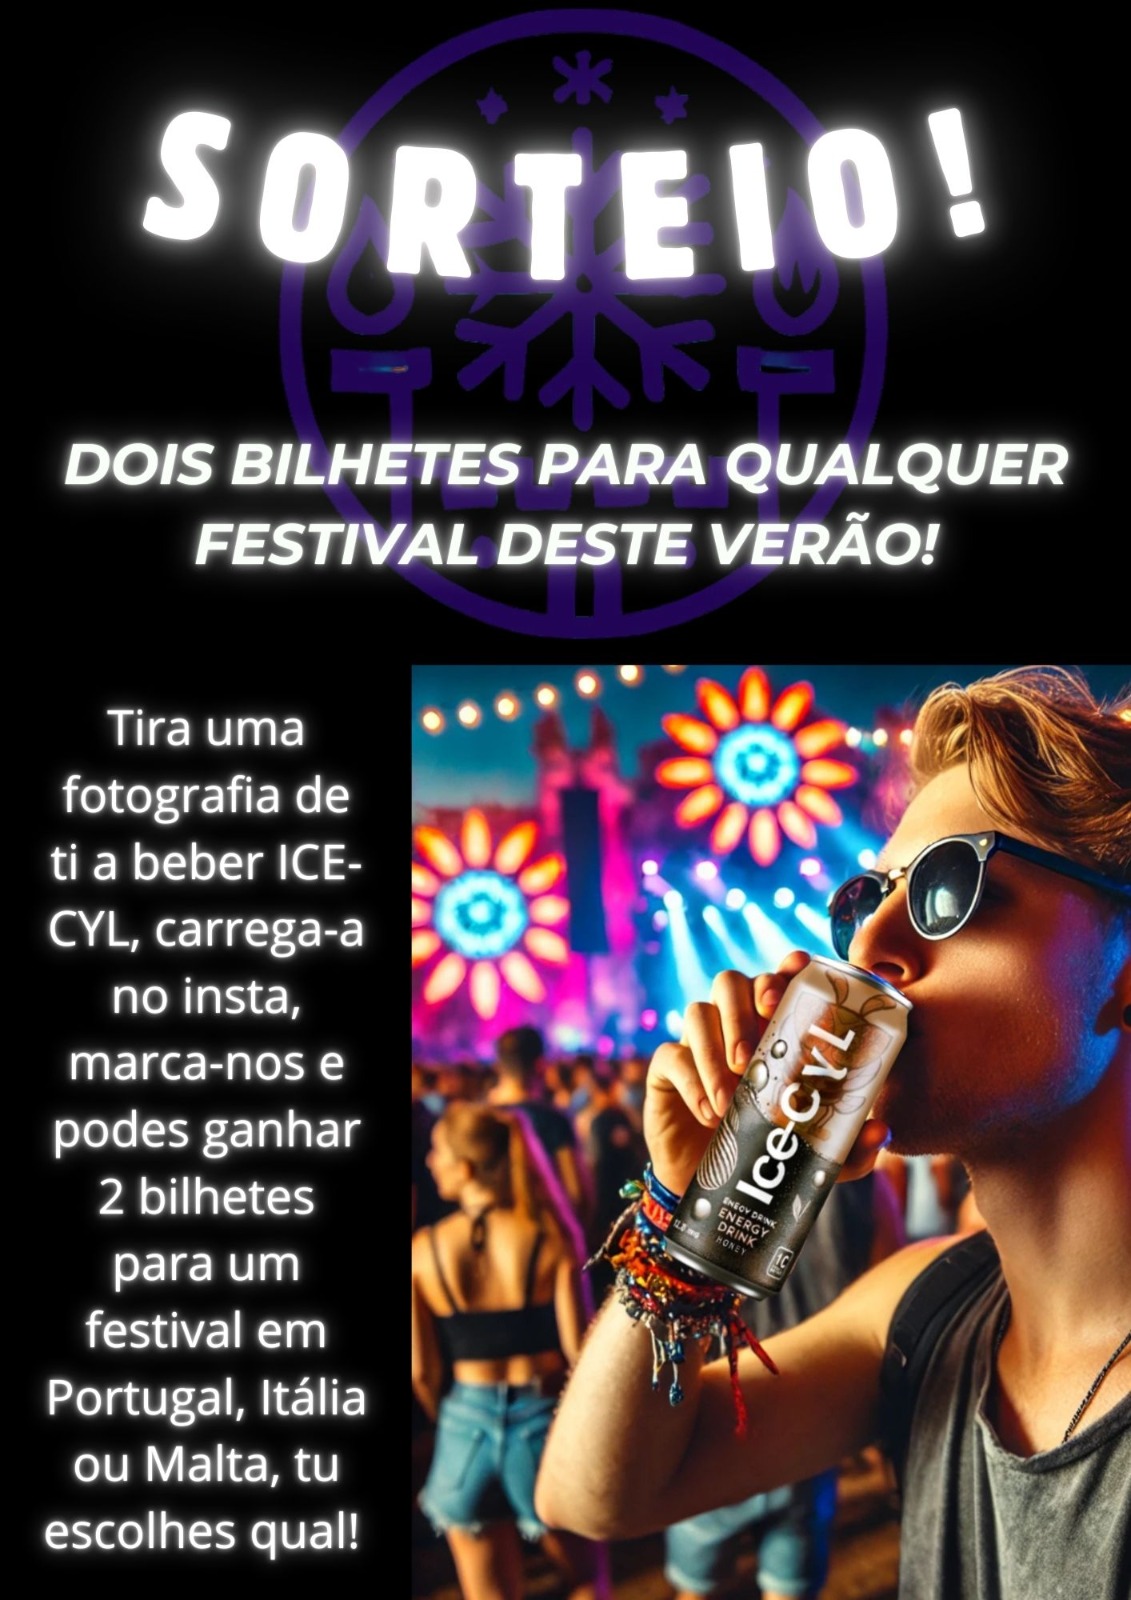 SORTEIO!
DOIS BILHETES PARA QUALQUER
FESTIVAL DESTE VERÃO!
Tira uma
fotografia de
ti a beber ICE-
CYL, carrega-a
no insta,
marca-nos e
podes ganhar
2 bilhetes
para um
festival em
Portugal, Itália
ou Malta, tu
escolhes qual!
Ice-CYL
ENEGY DRINK
ENERGY
DRINK
HONEY